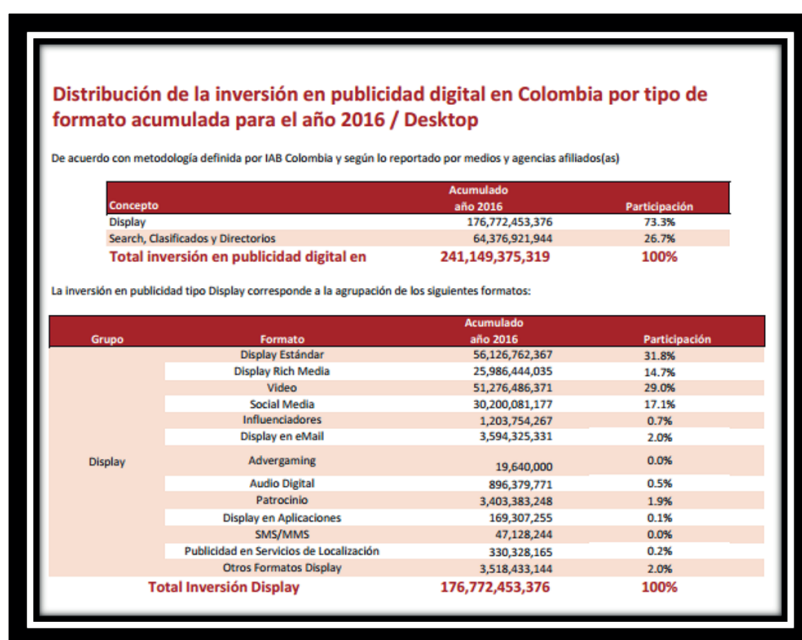 Distribución de la inversión en publicidad digital en Colombia por tipo de
formato acumulada para el año 2016 / Desktop
De acuerdo con metodología definida por IAB Colombia y según lo reportado por medios y agencias afiliados(as)
Acumulado
Concepto año 2016 Participación
Display 176,772,453,376 73.3%
Search, Clasificados y Directorios 64,376,921,944 26.7%
Total inversión en publicidad digital en 241,149,375,319 100%
La inversión en publicidad tipo Display corresponde a la agrupación de los siguientes formatos:
Acumulado
Grupo Formato año 2016 Participación
Display Estándar 56,126,762,367 31.8%
Display Rich Media 25,986,444,035 14.7%
Video 51,276,486,371 29.0%
Social Media 30,200,081,177 17.1%
Influenciadores 1,203,754,267 0.7%
Display en eMail 3,594,325,331 2.0%
Display Advergaming 19,640,000 0.0%
Audio Digital 896,379,771 0.5%
Patrocinio 3,403,383,248 1.9%
Display en Aplicaciones 169,307,255 0.1%
SMS/MMS 47,128,244 0.0%
Publicidad en Servicios de Localización 330,328,165 0.2%
Otros Formatos Display 3,518,433,144 2.0%
Total Inversión Display 176,772,453,376 100%